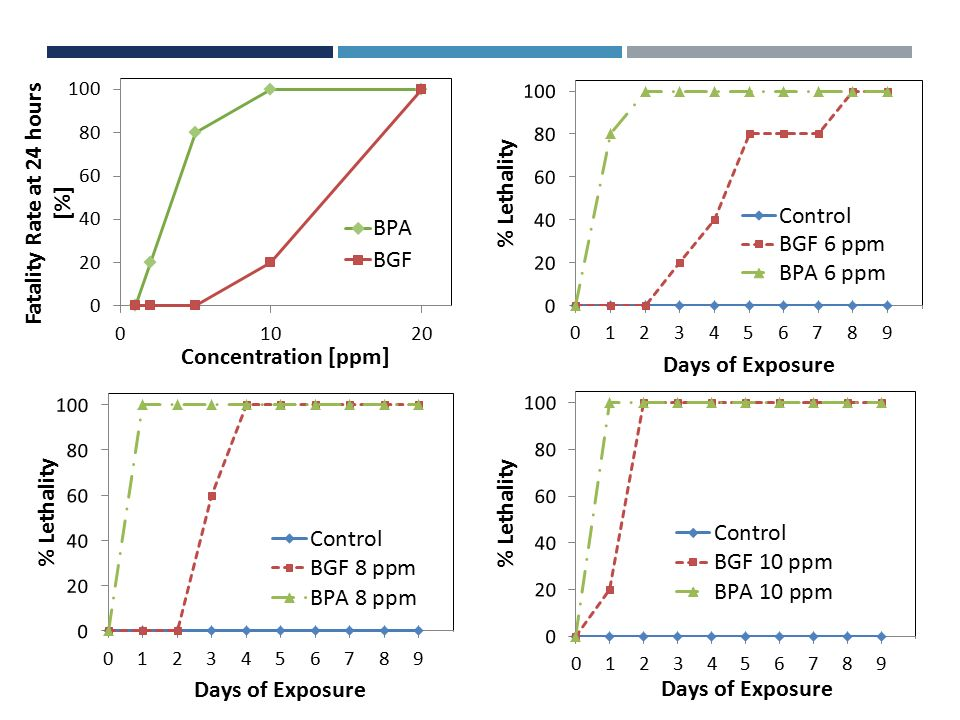 Fatality Rate at 24 hours
[%]
100
80
60
40
20
0
BPA
BGF
0 10 20
Concentration [ppm]
% Lethality
100
80
60
40
20
0
Control
BGF 6 ppm
BPA 6 ppm
0 1 2 3 4 5 6 7 8 9
Days of Exposure
% Lethality
100
80
60
40
20
0
Control
BGF 8 ppm
BPA 8 ppm
0 1 2 3 4 5 6 7 8 9
Days of Exposure
% Lethality
100
80
60
40
20
0
Control
BGF 10 ppm
BPA 10 ppm
0 1 2 3 4 5 6 7 8 9
Days of Exposure